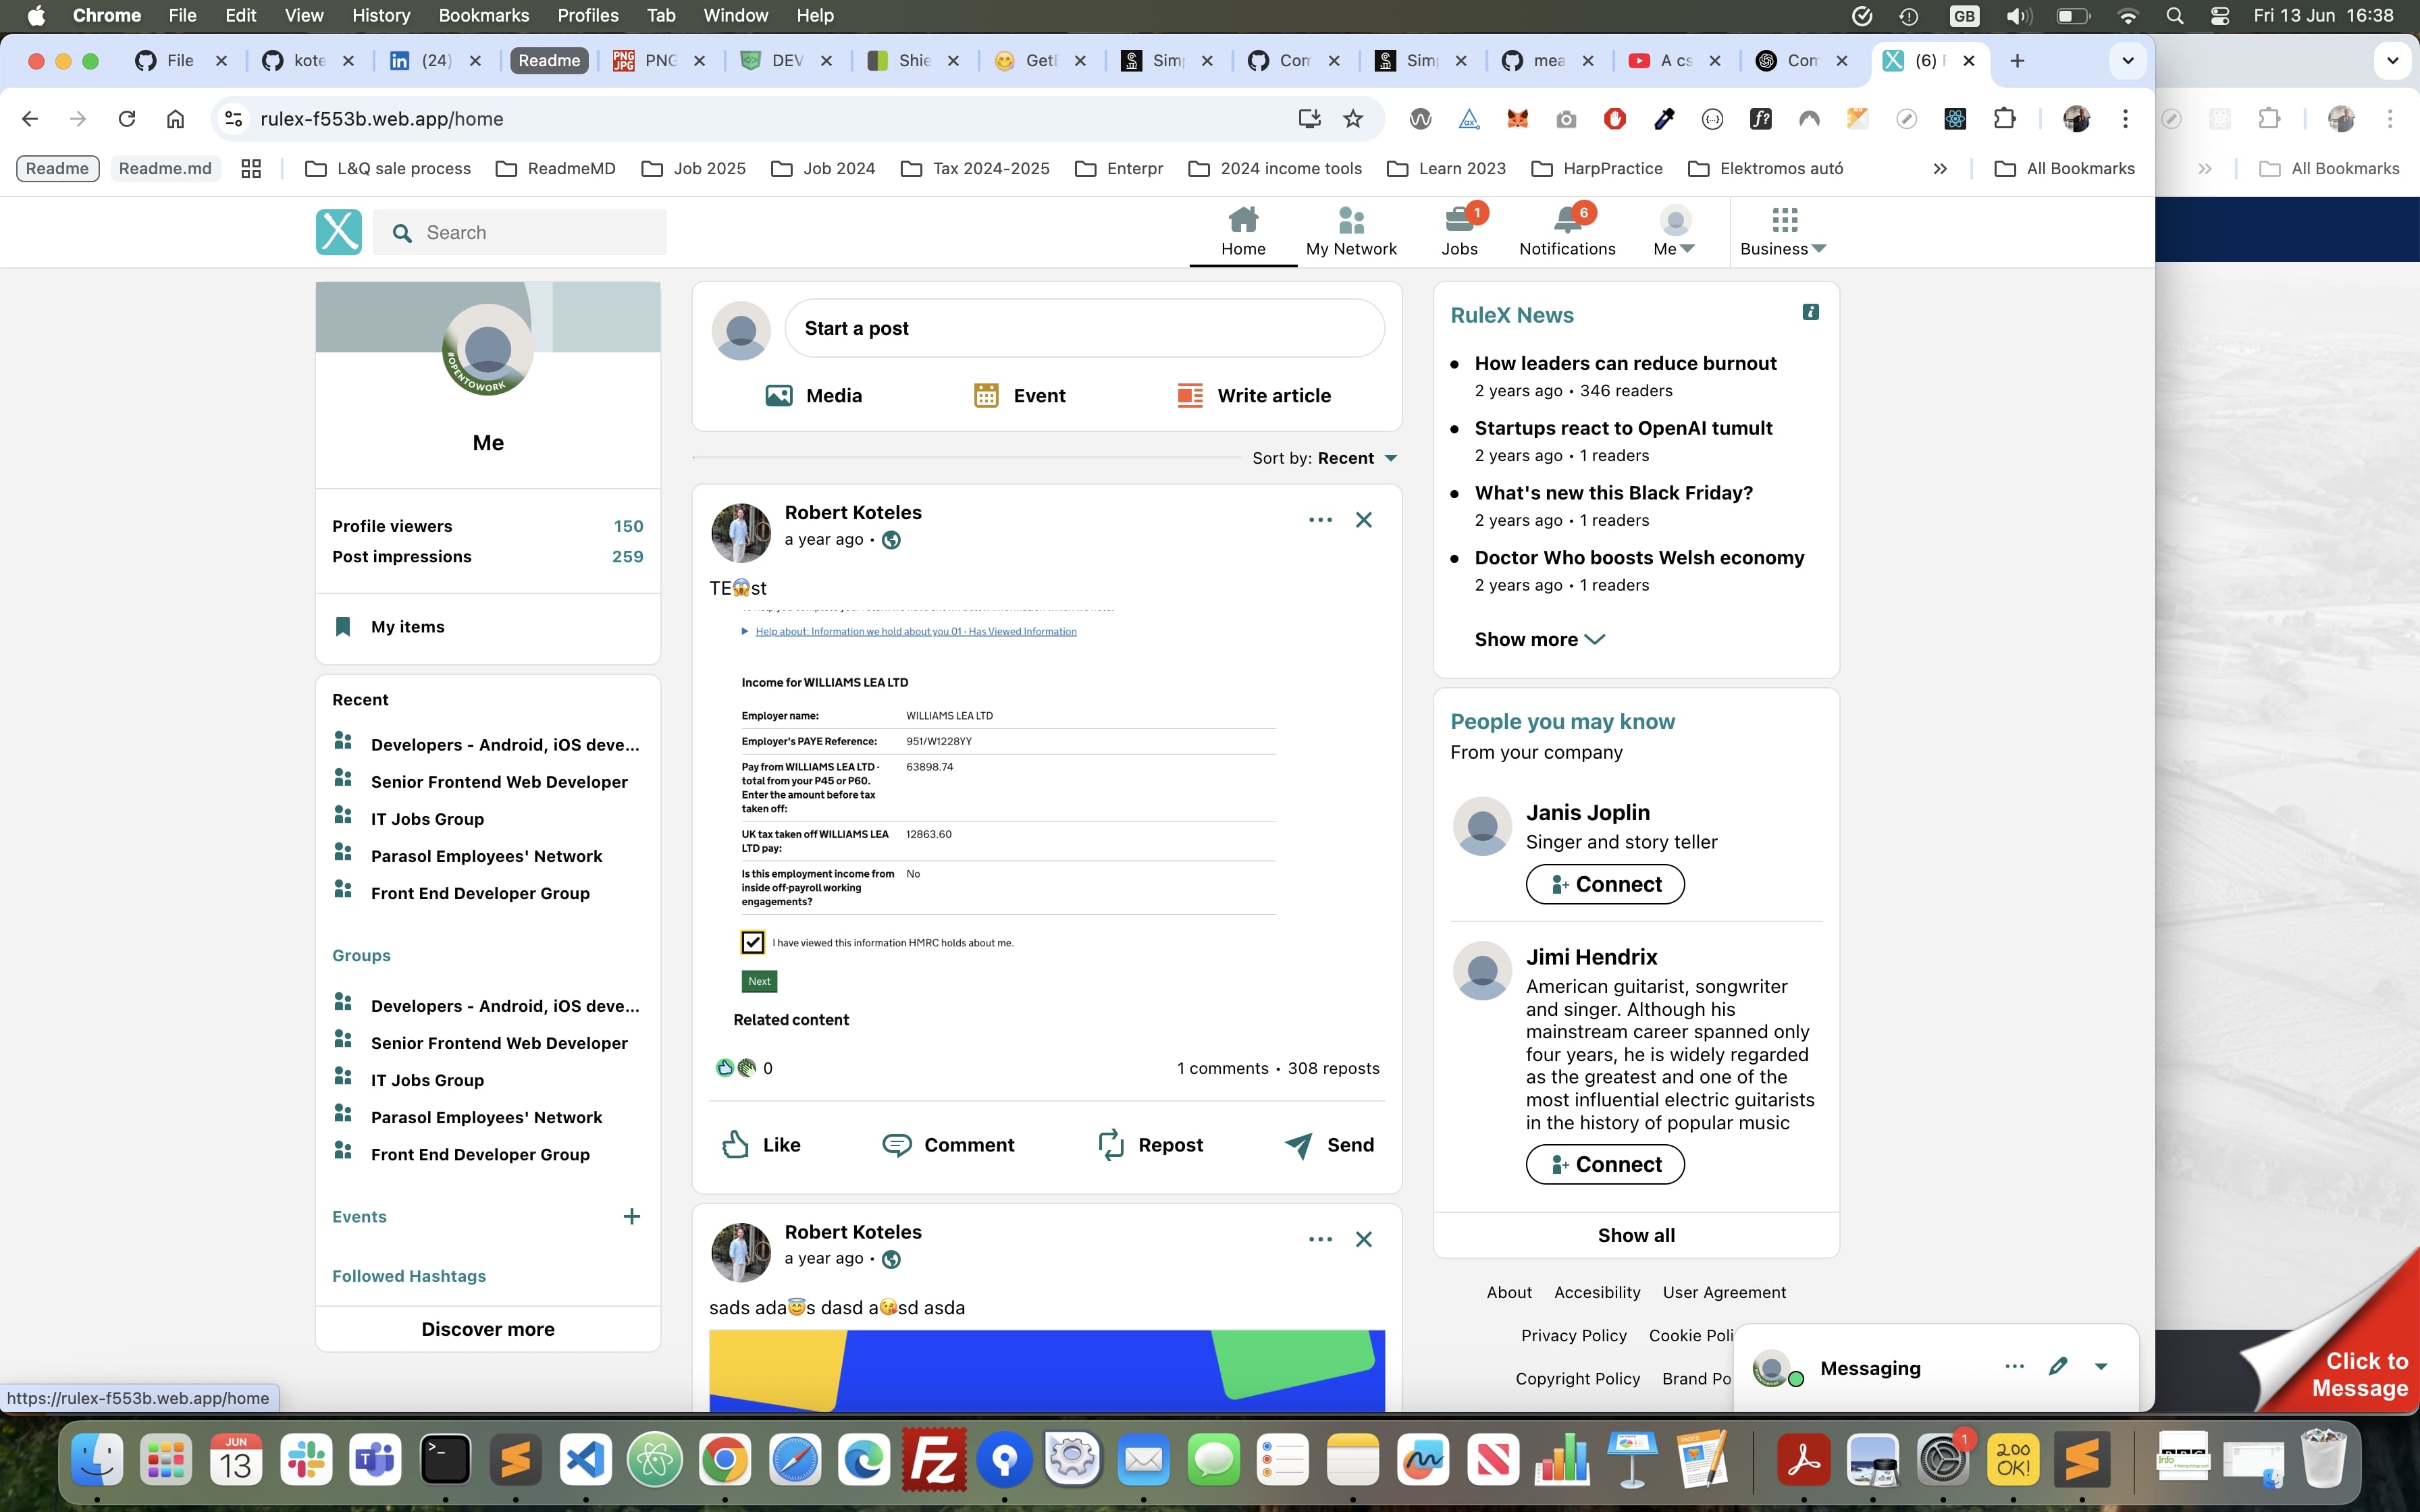 Chrome File Edit View History Bookmarks Profiles Tab Window Help GB Fri 13 Jun 16:38
File kote (24) Readme PNG DEV Shie Get Sim Con Sim mea A cs Con (6)
rulex-f553b.web.app/home
Readme Readme.md L&Q sale process ReadmeMD Job 2025 Job 2024 Tax 2024-2025 Enterpr 2024 income tools Learn 2023 HarpPractice Elektromos autó All Bookmarks All Bookmarks
X Search Home My Network Jobs 1 Notifications 6 Me Business
#OPENTOWORK
Me
Profile viewers 150
Post impressions 259
My items
Recent
Developers - Android, iOS deve...
Senior Frontend Web Developer
IT Jobs Group
Parasol Employees' Network
Front End Developer Group
Groups
Developers - Android, iOS deve...
Senior Frontend Web Developer
IT Jobs Group
Parasol Employees' Network
Front End Developer Group
Events +
Followed Hashtags
Discover more
Start a post
Media Event Write article
Sort by: Recent
Robert Koteles
a year ago •
TE😱st
Help about: Information we hold about you 01 - Has Viewed Information
Income for WILLIAMS LEA LTD
Employer name: WILLIAMS LEA LTD
Employer's PAYE Reference: 951/W1228YY
Pay from WILLIAMS LEA LTD - 63898.74
total from your P45 or P60.
Enter the amount before tax
taken off:
UK tax taken off WILLIAMS LEA 12863.60
LTD pay:
Is this employment income from No
inside off-payroll working
engagements?
I have viewed this information HMRC holds about me.
Next
Related content
0 1 comments • 308 reposts
Like Comment Repost Send
Robert Koteles
a year ago •
sads ada😇s dasd a😘sd asda
RuleX News
How leaders can reduce burnout
2 years ago • 346 readers
Startups react to OpenAI tumult
2 years ago • 1 readers
What's new this Black Friday?
2 years ago • 1 readers
Doctor Who boosts Welsh economy
2 years ago • 1 readers
Show more
People you may know
From your company
Janis Joplin
Singer and story teller
Connect
Jimi Hendrix
American guitarist, songwriter
and singer. Although his
mainstream career spanned only
four years, he is widely regarded
as the greatest and one of the
most influential electric guitarists
in the history of popular music
Connect
Show all
About Accesibility User Agreement
Privacy Policy Cookie Poli
Copyright Policy Brand Po
Messaging
Click to
Message
https://rulex-f553b.web.app/home
JUN
13
Fz
1
200
OK!